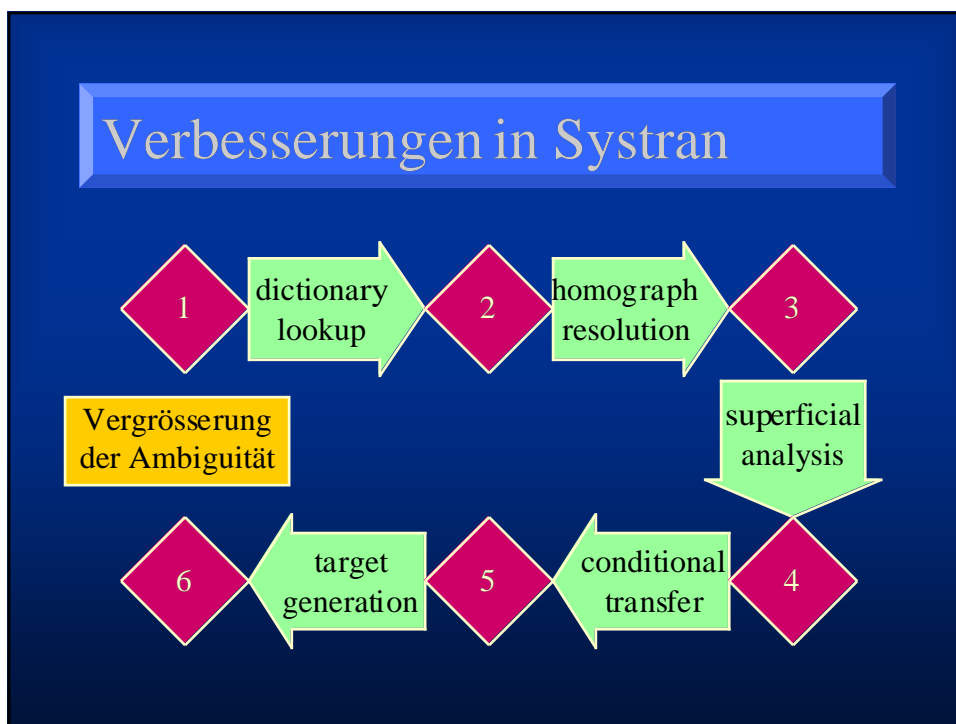 Verbesserungen in Systran
1
dictionary
lookup
2
homograph
resolution
3
Vergrösserung
der Ambiguität
superficial
analysis
6
target
generation
5
conditional
transfer
4